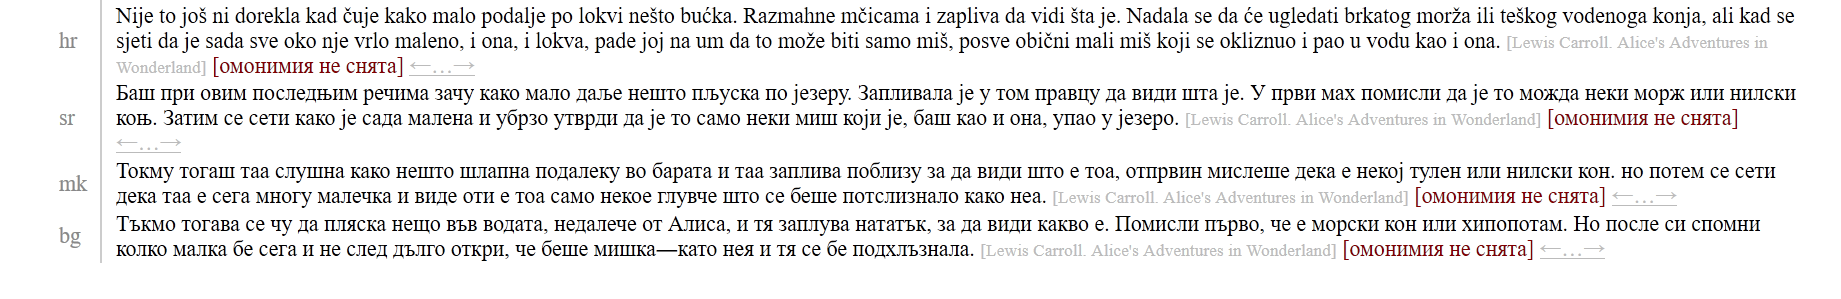 Nije to još ni dorekla kad čuje kako malo podalje po lokvi nešto bućka. Razmahne mčicama i zapliva da vidi šta je. Nadala se da će ugledati brkatog morža ili teškog vodenoga konja, ali kad se
hr
sjeti da je sada sve oko nje vrlo maleno, i ona, i lokva, pade joj na um da to može biti samo miš, posve obični mali miš koji se okliznuo i pao u vodu kao i ona. [Lewis Carroll. Alice's Adventures in
Wonderland] [омонимия не снята] ←…→
Баш при овим последњим речима зачу како мало даље нешто пљуска по језеру. Запливала је у том правцу да види шта је. У први мах помисли да је то можда неки морж или нилски
sr
коњ. Затим се сети како је сада малена и убрзо утврди да је то само неки миш који је, баш као и она, упао у језеро. [Lewis Carroll. Alice's Adventures in Wonderland] [омонимия не снята]
←…→
Токму тогаш таа слушна како нешто шлапна подалеку во барата и таа заплива поблизу за да види што е тоа, отпрвин мислеше дека е некој тулен или нилски кон. но потем се сети
mk
дека таа е сега многу малечка и виде оти е тоа само некое глувче што се беше потслизнало како неа. [Lewis Carroll. Alice's Adventures in Wonderland] [омонимия не снята] ←…→
Тъкмо тогава се чу да пляска нещо във водата, недалече от Алиса, и тя заплува нататък, за да види какво е. Помисли първо, че е морски кон или хипопотам. Но после си спомни
bg
колко малка бе сега и не след дълго откри, че беше мишка—като нея и тя се бе подхлъзнала. [Lewis Carroll. Alice's Adventures in Wonderland] [омонимия не снята] ←…→